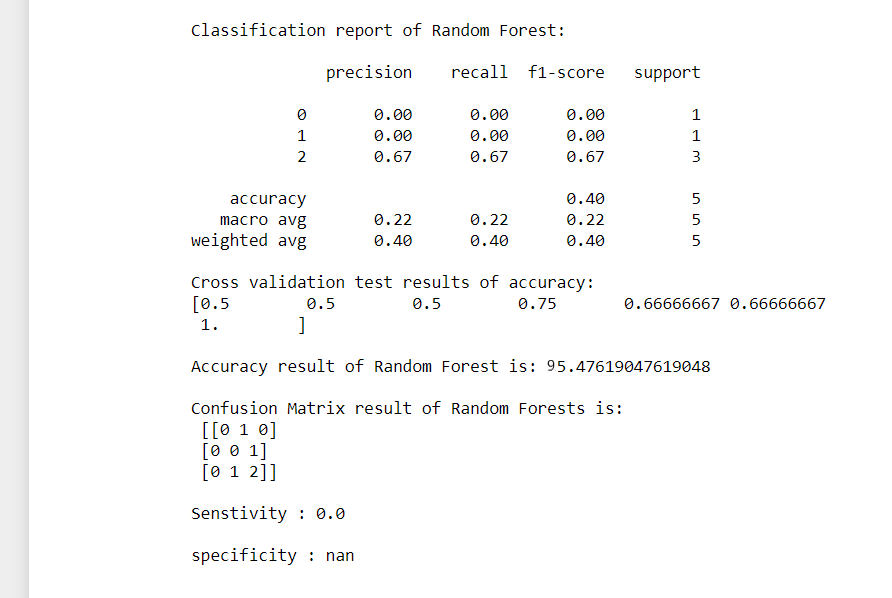 Classification report of Random Forest:
precision recall f1-score support
0 0.00 0.00 0.00 1
1 0.00 0.00 0.00 1
2 0.67 0.67 0.67 3
accuracy 0.40 5
macro avg 0.22 0.22 0.22 5
weighted avg 0.40 0.40 0.40 5
Cross validation test results of accuracy:
[0.5 0.5 0.5 0.75 0.66666667 0.66666667
1. ]
Accuracy result of Random Forest is: 95.47619047619048
Confusion Matrix result of Random Forests is:
[[0 1 0]
[0 0 1]
[0 1 2]]
Senstivity : 0.0
specificity : nan